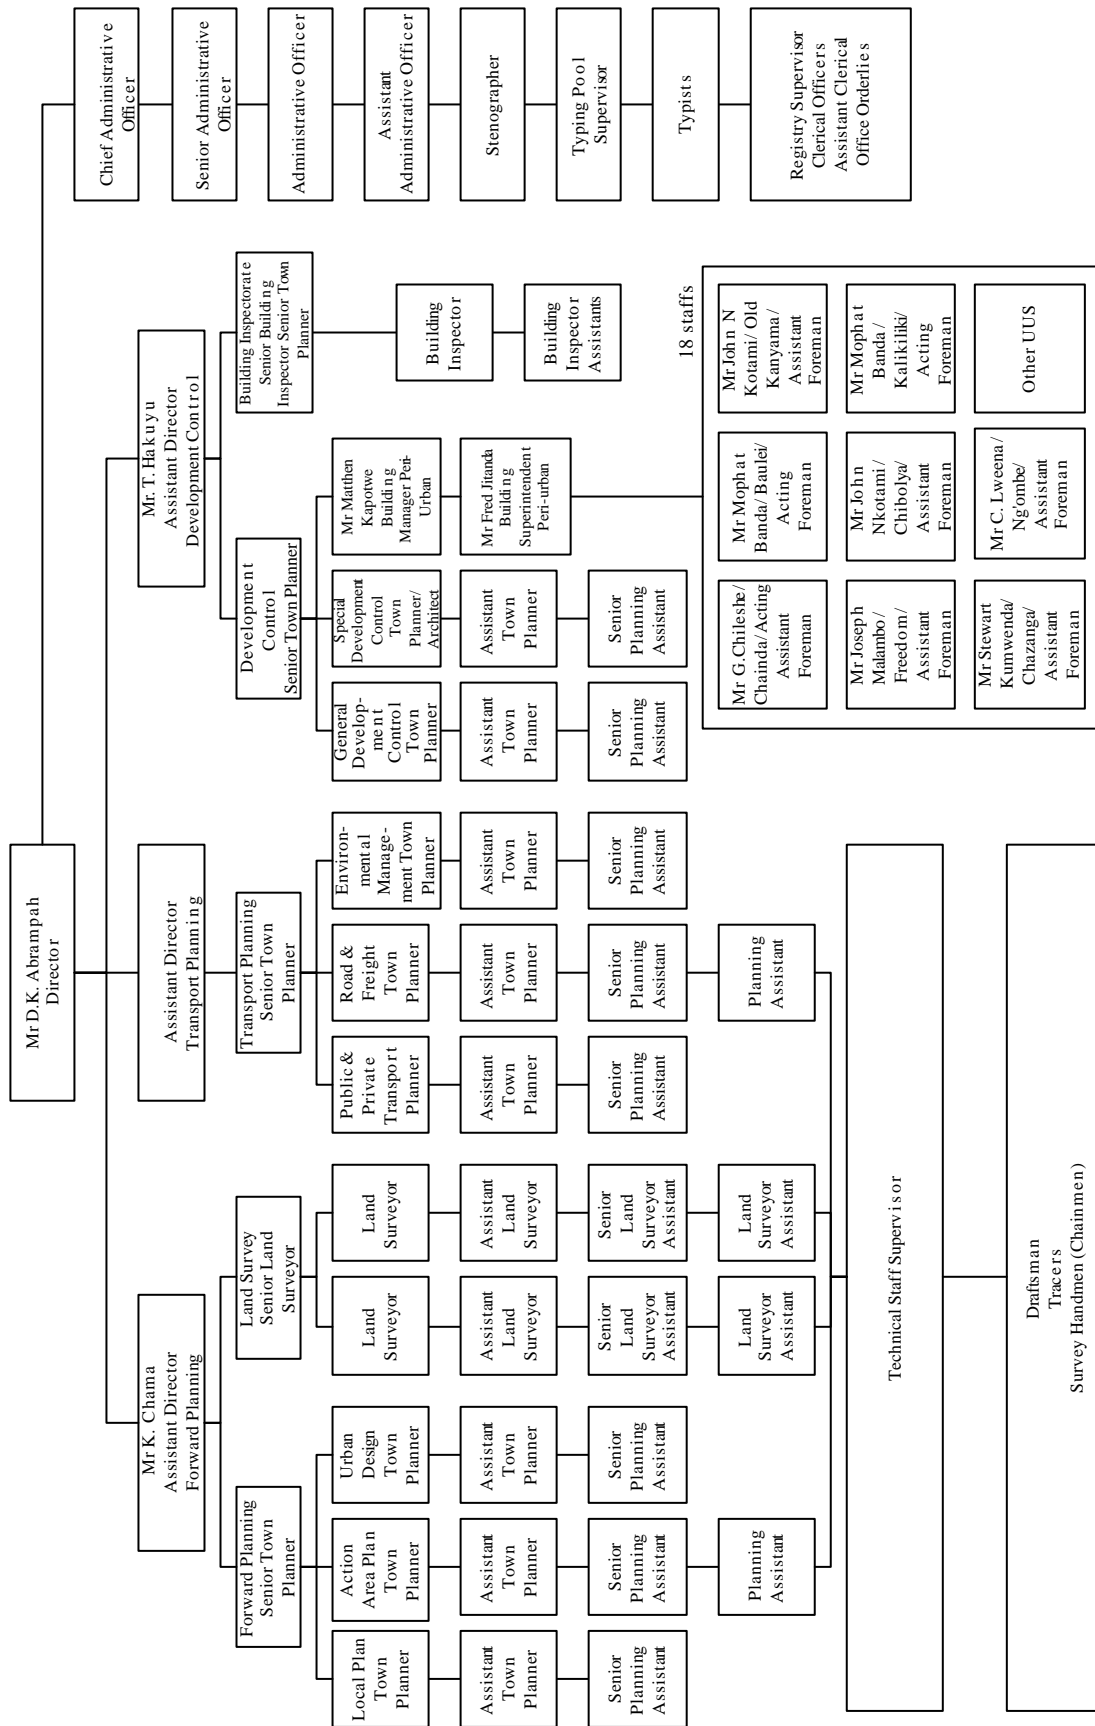 Mr D.K. Abrampah
Director
Mr K. Chama
Assistant Director
Forward Planning
Assistant Director
Transport Planning
Mr. T. Hakuyu
Assistant Director
Development Control
Chief Administrative
Officer
Senior Administrative
Officer
Administrative Officer
Assistant
Administrative Officer
Stenographer
Typing Pool
Supervisor
Typists
Registry Supervisor
Clerical Officers
Assistant Clerical
Office Orderlies
Forward Planning
Senior Town
Planner
Land Survey
Senior Land
Surveyor
Transport Planning
Senior Town
Planner
Development
Control
Senior Town Planner
Building Inspectorate
Senior Building
Inspector Senior Town
Planner
Local Plan
Town
Planner
Action
Area Plan
Town
Planner
Urban
Design
Town
Planner
Land
Surveyor
Land
Surveyor
Public &
Private
Transport
Planner
Road &
Freight
Town
Planner
Environ-
mental
Manage-
ment Town
Planner
General
Develop-
ment
Control
Town
Planner
Special
Development
Control
Town
Planner/
Architect
Mr Matthen
Kapotwe
Building
Manager Peri-
Urban
Building
Inspector
Assistant
Town
Planner
Assistant
Town
Planner
Assistant
Town
Planner
Assistant
Land
Surveyor
Assistant
Land
Surveyor
Assistant
Town
Planner
Assistant
Town
Planner
Assistant
Town
Planner
Assistant
Town
Planner
Assistant
Town
Planner
Mr Fred Jitanda
Building
Superintendent
Peri-urban
Building
Inspector
Assistants
Senior
Planning
Assistant
Senior
Planning
Assistant
Senior
Planning
Assistant
Senior
Land
Surveyor
Assistant
Senior
Land
Surveyor
Assistant
Senior
Planning
Assistant
Senior
Planning
Assistant
Senior
Planning
Assistant
Senior
Planning
Assistant
Senior
Planning
Assistant
18 staffs
Planning
Assistant
Land
Surveyor
Assistant
Land
Surveyor
Assistant
Planning
Assistant
Mr G.Chileshe/
Chainda/Acting
Assistant
Foreman
Mr Mophat
Banda/ Baulei/
Acting
Foreman
Mr John N
Kotami/ Old
Kanyama/
Assistant
Foreman
Mr Joseph
Malambo/
Freedom/
Assistant
Foreman
Mr John
Nkotami/
Chibolya/
Assistant
Foreman
Mr Mophat
Banda/
Kalikiliki/
Acting
Foreman
Mr Stewart
Kumwenda/
Chazanga/
Assistant
Foreman
Mr C. Lweena/
Ng'ombe/
Assistant
Foreman
Other UUS
Technical Staff Supervisor
Draftsman
Tracers
Survey Handmen (Chainmen)